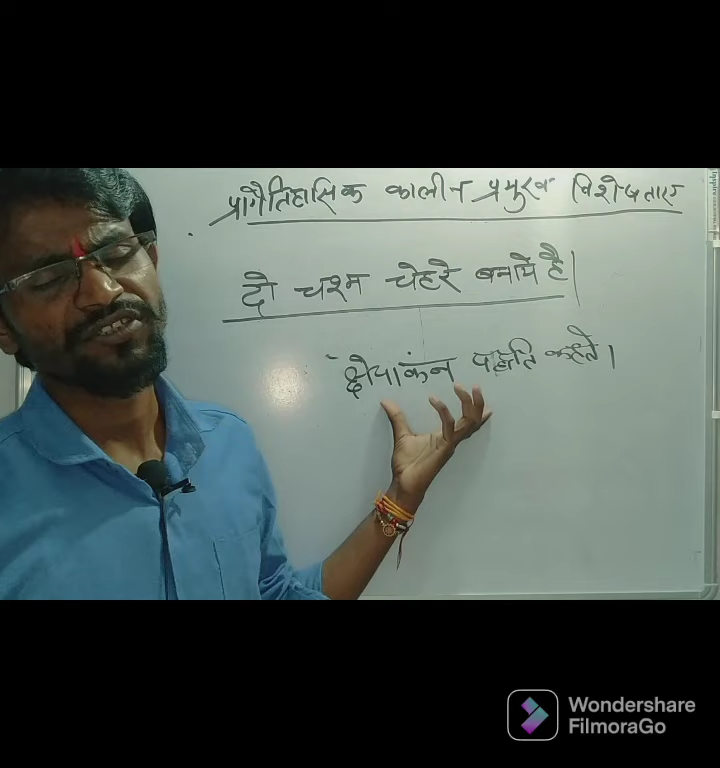 प्रागैतिहासिक कालीन प्रमुख विशेषताए
दो चश्म चेहरे बनाये है।
क्षेपाकंन पद्धति कहते।
Wondershare
FilmoraGo